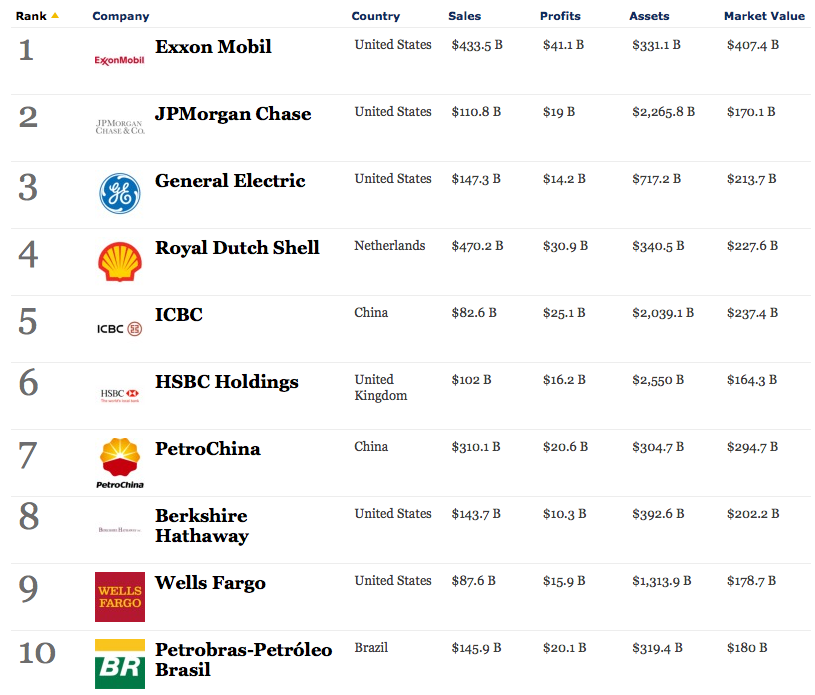 Rank Company Country Sales Profits Assets Market Value
1 ExxonMobil Exxon Mobil United States $433.5 B $41.1 B $331.1 B $407.4 B
2 JPMORGAN CHASE & CO. JPMorgan Chase United States $110.8 B $19 B $2,265.8 B $170.1 B
3 GE General Electric United States $147.3 B $14.2 B $717.2 B $213.7 B
4 Royal Dutch Shell Netherlands $470.2 B $30.9 B $340.5 B $227.6 B
5 ICBC ICBC China $82.6 B $25.1 B $2,039.1 B $237.4 B
6 HSBC The world's local bank HSBC Holdings United $102 B $16.2 B $2,550 B $164.3 B
Kingdom
7 PetroChina PetroChina China $310.1 B $20.6 B $304.7 B $294.7 B
8 Berkshire United States $143.7 B $10.3 B $392.6 B $202.2 B
BERKSHIRE HATHAWAY Hathaway
9 WELLS FARGO Wells Fargo United States $87.6 B $15.9 B $1,313.9 B $178.7 B
10 BR Petrobras-Petróleo Brazil $145.9 B $20.1 B $319.4 B $180 B
Brasil